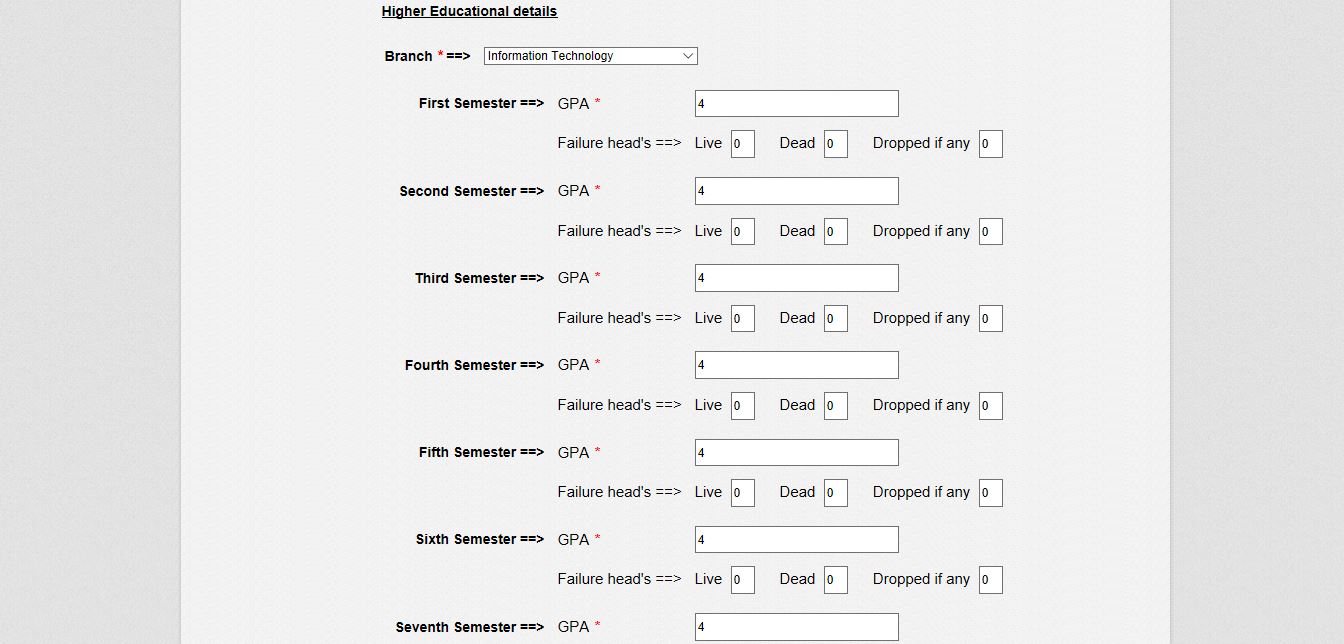 Higher Educational details
Branch * ==> Information Technology
First Semester ==> GPA * 4
Failure head's ==> Live 0 Dead 0 Dropped if any 0
Second Semester ==> GPA * 4
Failure head's ==> Live 0 Dead 0 Dropped if any 0
Third Semester ==> GPA * 4
Failure head's ==> Live 0 Dead 0 Dropped if any 0
Fourth Semester ==> GPA * 4
Failure head's ==> Live 0 Dead 0 Dropped if any 0
Fifth Semester ==> GPA * 4
Failure head's ==> Live 0 Dead 0 Dropped if any 0
Sixth Semester ==> GPA * 4
Failure head's ==> Live 0 Dead 0 Dropped if any 0
Seventh Semester ==> GPA * 4